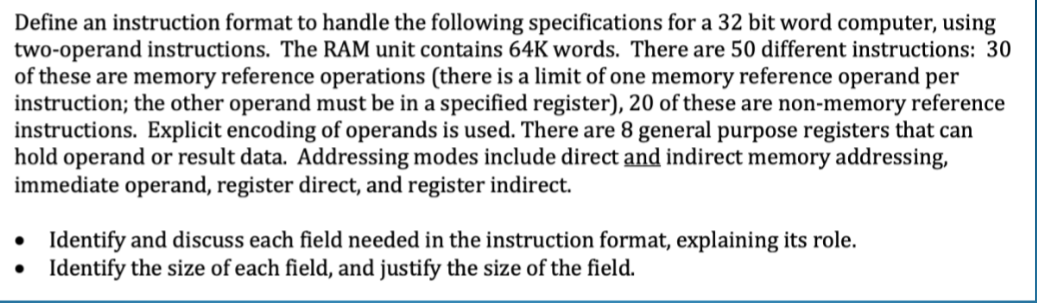 Define an instruction format to handle the following specifications for a 32 bit word computer, using
two-operand instructions. The RAM unit contains 64K words. There are 50 different instructions: 30
of these are memory reference operations (there is a limit of one memory reference operand per
instruction; the other operand must be in a specified register), 20 of these are non-memory reference
instructions. Explicit encoding of operands is used. There are 8 general purpose registers that can
hold operand or result data. Addressing modes include direct and indirect memory addressing,
immediate operand, register direct, and register indirect.
• Identify and discuss each field needed in the instruction format, explaining its role.
• Identify the size of each field, and justify the size of the field.